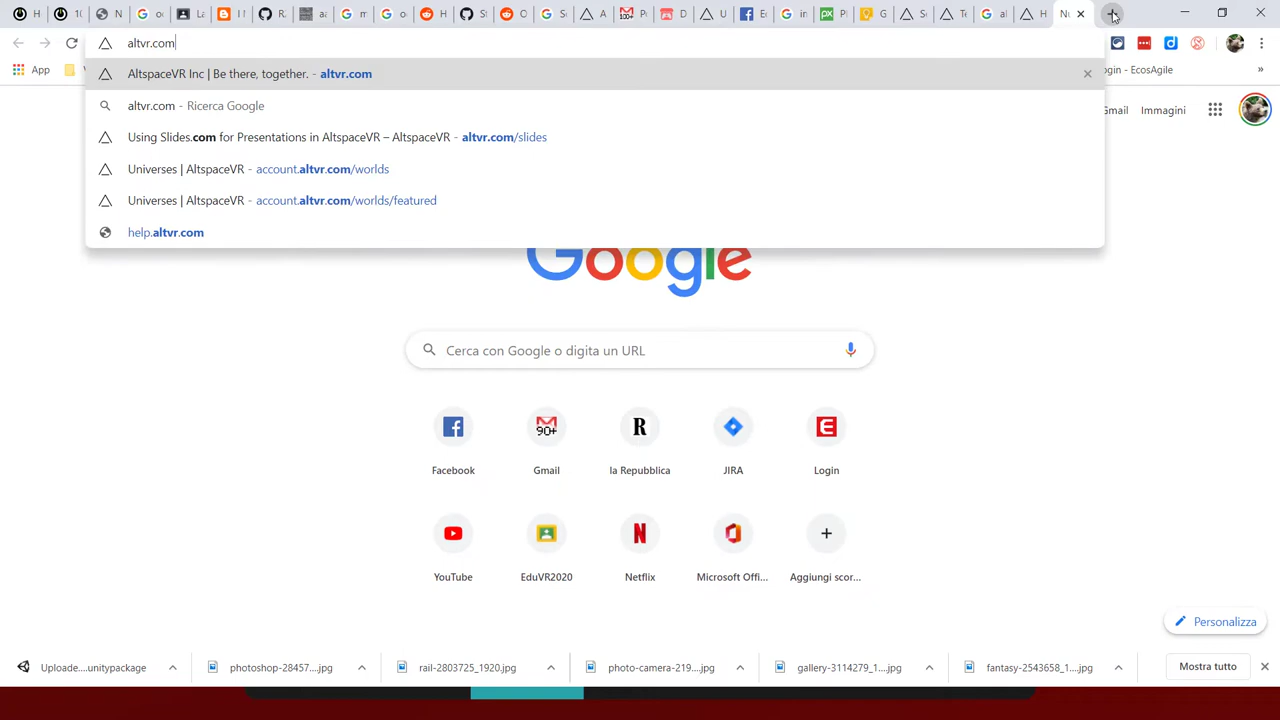 altvr.com
App
ogin - EcosAgile
»
AltspaceVR Inc | Be there, together. - altvr.com
altvr.com - Ricerca Google
Using Slides.com for Presentations in AltspaceVR – AltspaceVR - altvr.com/slides
Universes | AltspaceVR - account.altvr.com/worlds
Universes | AltspaceVR - account.altvr.com/worlds/featured
help.altvr.com
Gmail
Immagini
Google
Cerca con Google o digita un URL
Facebook
Gmail
la Repubblica
JIRA
Login
YouTube
EduVR2020
Netflix
Microsoft Offi...
Aggiungi scor...
Personalizza
Uploade....unitypackage
photoshop-28457....jpg
rail-2803725_1920.jpg
photo-camera-219....jpg
gallery-3114279_1....jpg
fantasy-2543658_1....jpg
Mostra tutto